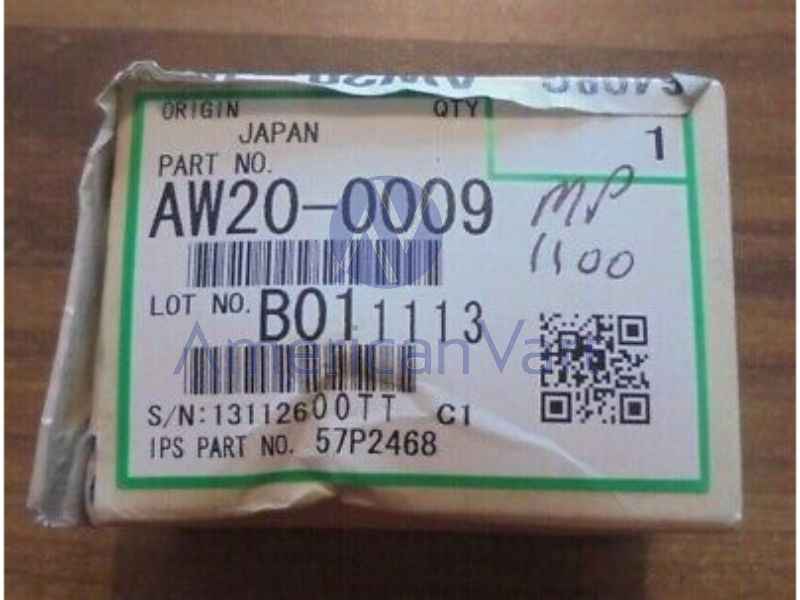 ORIGIN
JAPAN
QTY
1
PART NO.
AW20-0009
MP
1100
LOT NO. B011113
AmericanVan
S/N:13112600TT C1
IPS PART NO. 57P2468